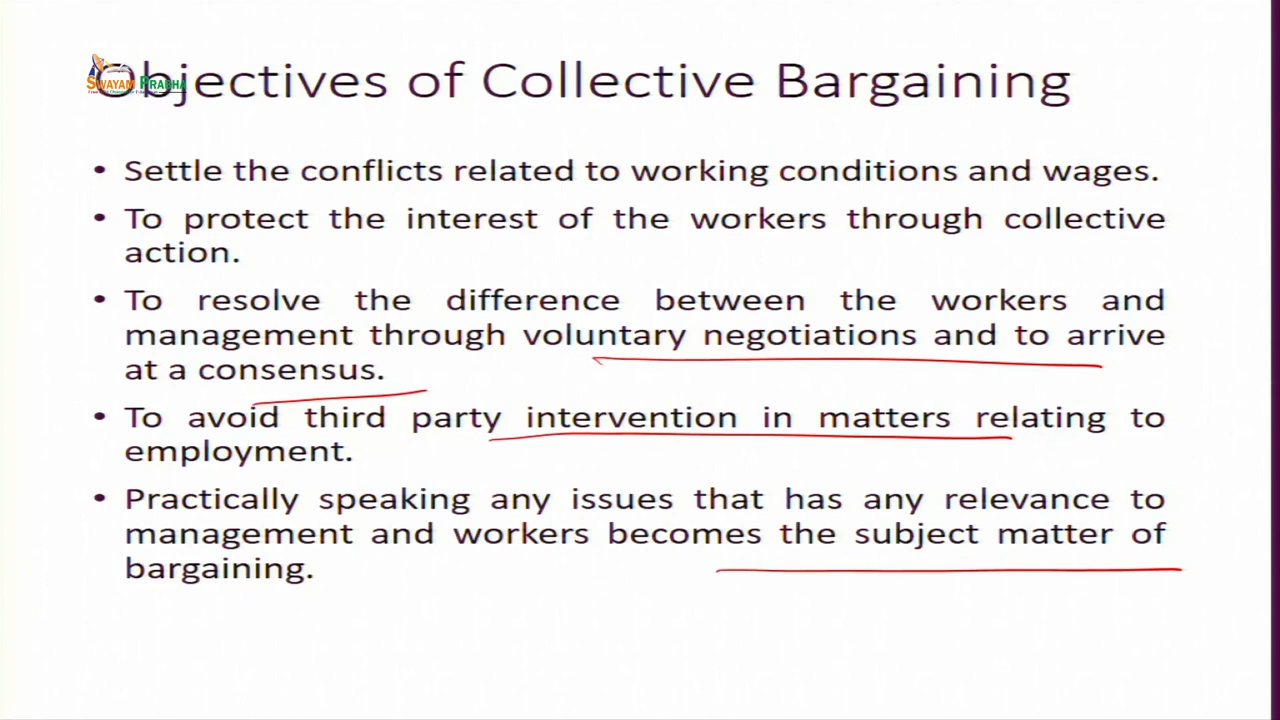 SWAYAM PRABHA
Objectives of Collective Bargaining
• Settle the conflicts related to working conditions and wages.
• To protect the interest of the workers through collective
action.
• To resolve the difference between the workers and
management through voluntary negotiations and to arrive
at a consensus.
• To avoid third party intervention in matters relating to
employment.
• Practically speaking any issues that has any relevance to
management and workers becomes the subject matter of
bargaining.